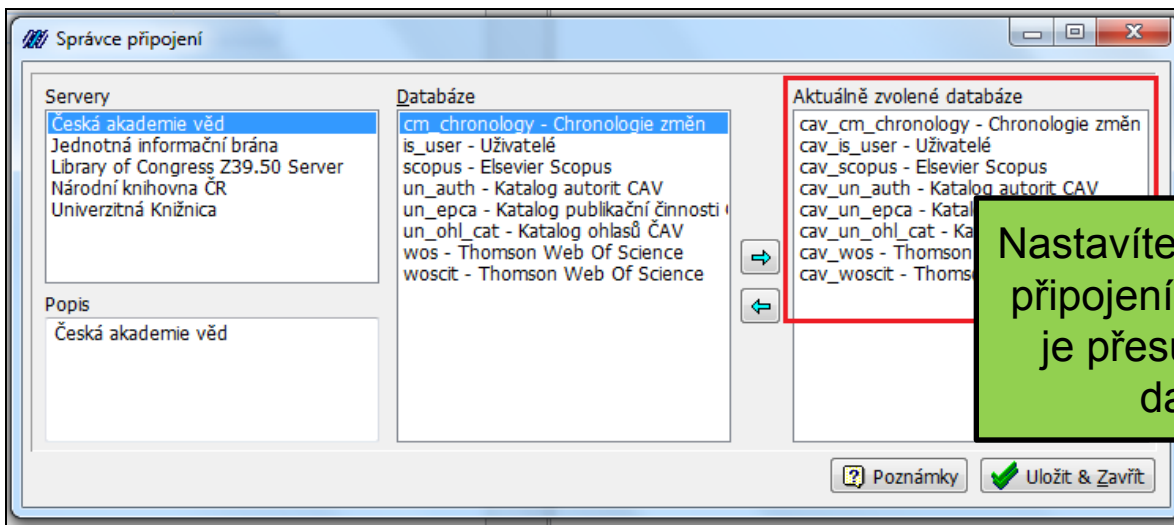 Správce připojení
Servery
Česká akademie věd
Jednotná informační brána
Library of Congress Z39.50 Server
Národní knihovna ČR
Univerzitná Knižnica
Popis
Česká akademie věd
Databáze
cm_chronology - Chronologie změn
is_user - Uživatelé
scopus - Elsevier Scopus
un_auth - Katalog autorit CAV
un_epca - Katalog publikační činnosti
un_ohl_cat - Katalog ohlasů ČAV
wos - Thomson Web Of Science
woscit - Thomson Web Of Science
Aktuálně zvolené databáze
cav_cm_chronology - Chronologie změn
cav_is_user - Uživatelé
cav_scopus - Elsevier Scopus
cav_un_auth - Katalog autorit CAV
cav_un_epca - Katal
cav_un_ohl_cat - Ka
cav_wos - Thomson
cav_woscit - Thoms
Nastavíte
připojení
je přes
da
Poznámky
Uložit & Zavřít